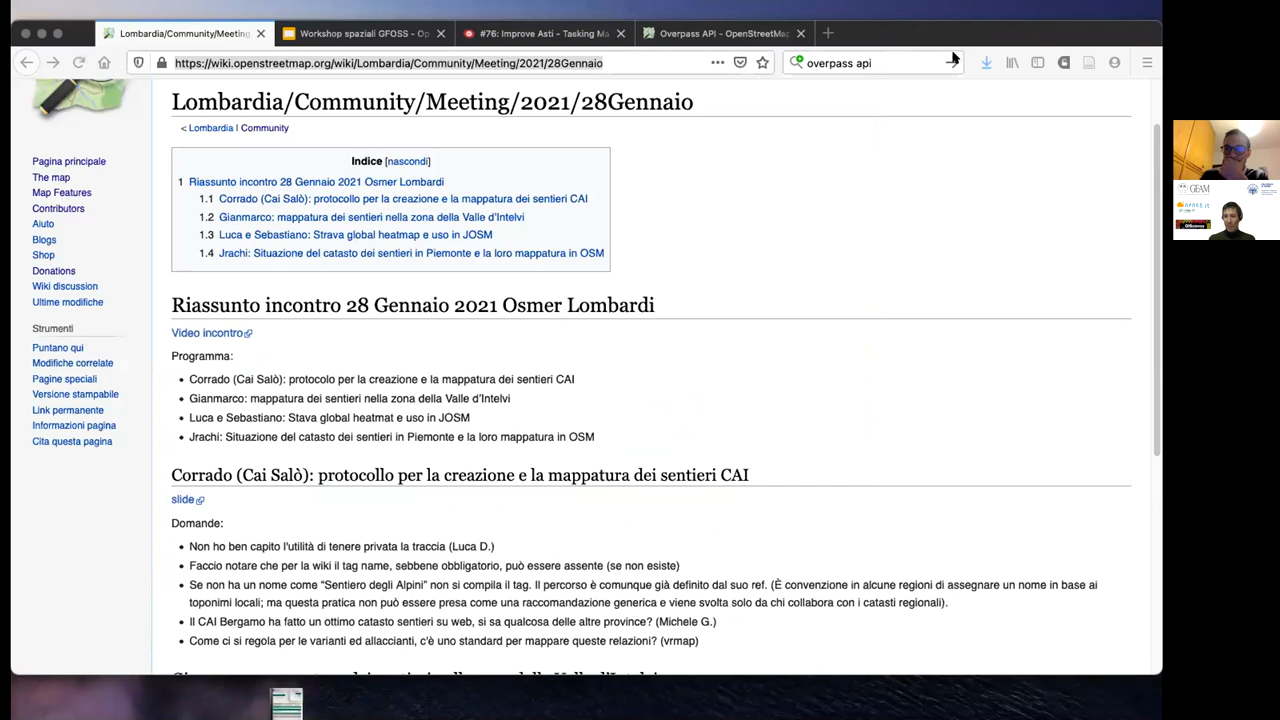 Lombardia/Community/Meeting
Workshop spaziali GFOSS - Op
#76: Improve Asti - Tasking Ma
Overpass API - OpenStreetMap
https://wiki.openstreetmap.org/wiki/Lombardia/Community/Meeting/2021/28Gennaio
overpass api
Pagina principale
The map
Map Features
Contributors
Aiuto
Blogs
Shop
Donations
Wiki discussion
Ultime modifiche
Strumenti
Puntano qui
Modifiche correlate
Pagine speciali
Versione stampabile
Link permanente
Informazioni pagina
Cita questa pagina
Lombardia/Community/Meeting/2021/28Gennaio
< Lombardia | Community
Indice [nascondi]
1 Riassunto incontro 28 Gennaio 2021 Osmer Lombardi
1.1 Corrado (Cai Salò): protocollo per la creazione e la mappatura dei sentieri CAI
1.2 Gianmarco: mappatura dei sentieri nella zona della Valle d'Intelvi
1.3 Luca e Sebastiano: Strava global heatmap e uso in JOSM
1.4 Jrachi: Situazione del catasto dei sentieri in Piemonte e la loro mappatura in OSM
Riassunto incontro 28 Gennaio 2021 Osmer Lombardi
Video incontro
Programma:
• Corrado (Cai Salò): protocolo per la creazione e la mappatura dei sentieri CAI
• Gianmarco: mappatura dei sentieri nella zona della Valle d'Intelvi
• Luca e Sebastiano: Stava global heatmat e uso in JOSM
• Jrachi: Situazione del catasto dei sentieri in Piemonte e la loro mappatura in OSM
Corrado (Cai Salò): protocollo per la creazione e la mappatura dei sentieri CAI
slide
Domande:
• Non ho ben capito l'utilità di tenere privata la traccia (Luca D.)
• Faccio notare che per la wiki il tag name, sebbene obbligatorio, può essere assente (se non esiste)
• Se non ha un nome come "Sentiero degli Alpini" non si compila il tag. Il percorso è comunque già definito dal suo ref. (È convenzione in alcune regioni di assegnare un nome in base ai
toponimi locali; ma questa pratica non può essere presa come una raccomandazione generica e viene svolta solo da chi collabora con i catasti regionali).
• Il CAI Bergamo ha fatto un ottimo catasto sentieri su web, si sa qualcosa delle altre province? (Michele G.)
• Come ci si regola per le varianti ed allaccianti, c'è uno standard per mappare queste relazioni? (vrmap)
GEAM
GFOSS.it